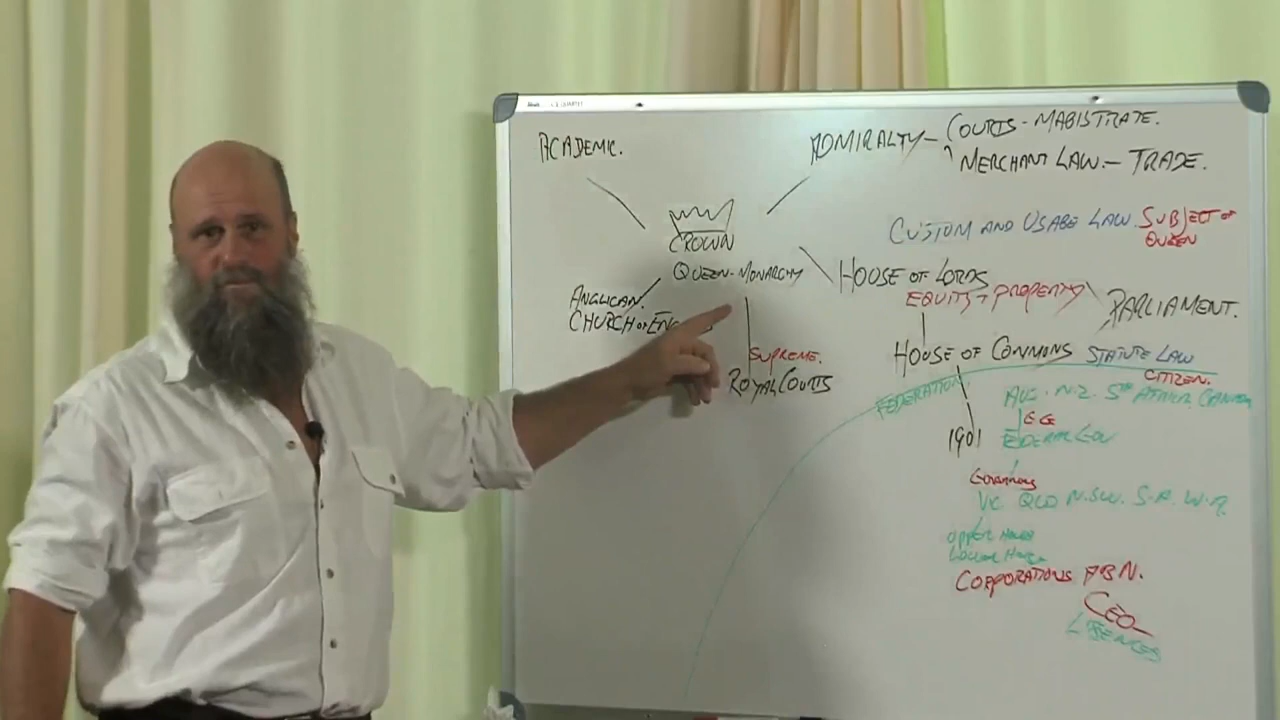 ACADEMIC.
ADMIRALTY - COURTS - MAGISTRATE.
MERCHANT LAW. - TRADE.
CROWN
QUEEN - MONARCHY
CUSTOM AND USAGE LAW. SUBJECT OF
QUEEN
ANGLICAN.
CHURCH OF
HOUSE OF LORDS
EQUITY + PROPERTY
PARLIAMENT.
SUPREME.
ROYAL COURTS
HOUSE OF COMMONS STATUTE LAW
CITIZEN.
FEDERATION.
AUS. N.Z. STH AFRICA. CANADA
1901
FEDERAL GOV
GOVERNORS
VIC QLD N.S.W. S.A. W.A.
UPPER HOUSE
LOWER HOUSE
CORPORATIONS ABN.
CEO